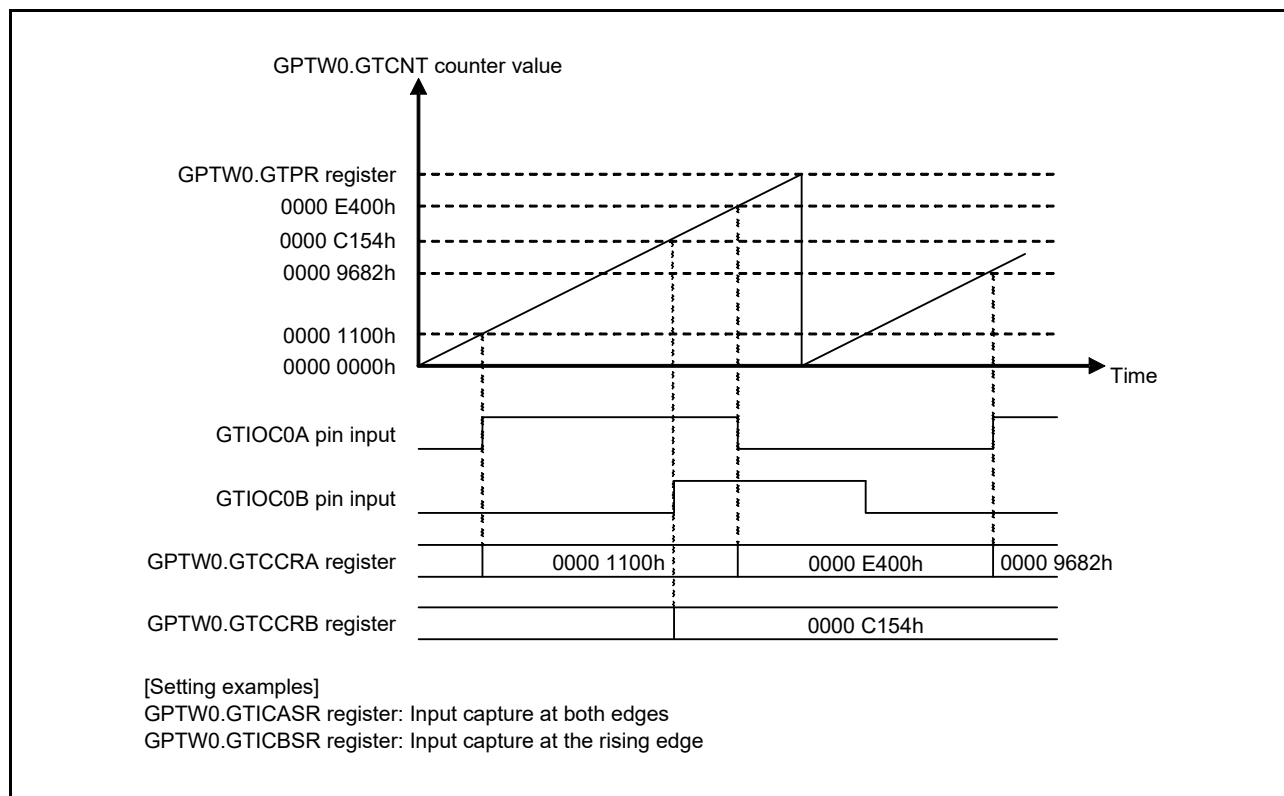 GPTW0.GTCNT counter value
GPTW0.GTPR register
0000 E400h
0000 C154h
0000 9682h
0000 1100h
0000 0000h
Time
GTIOC0A pin input
GTIOC0B pin input
GPTW0.GTCCRA register
0000 1100h
0000 E400h
0000 9682h
GPTW0.GTCCRB register
0000 C154h
[Setting examples]
GPTW0.GTICASR register: Input capture at both edges
GPTW0.GTICBSR register: Input capture at the rising edge